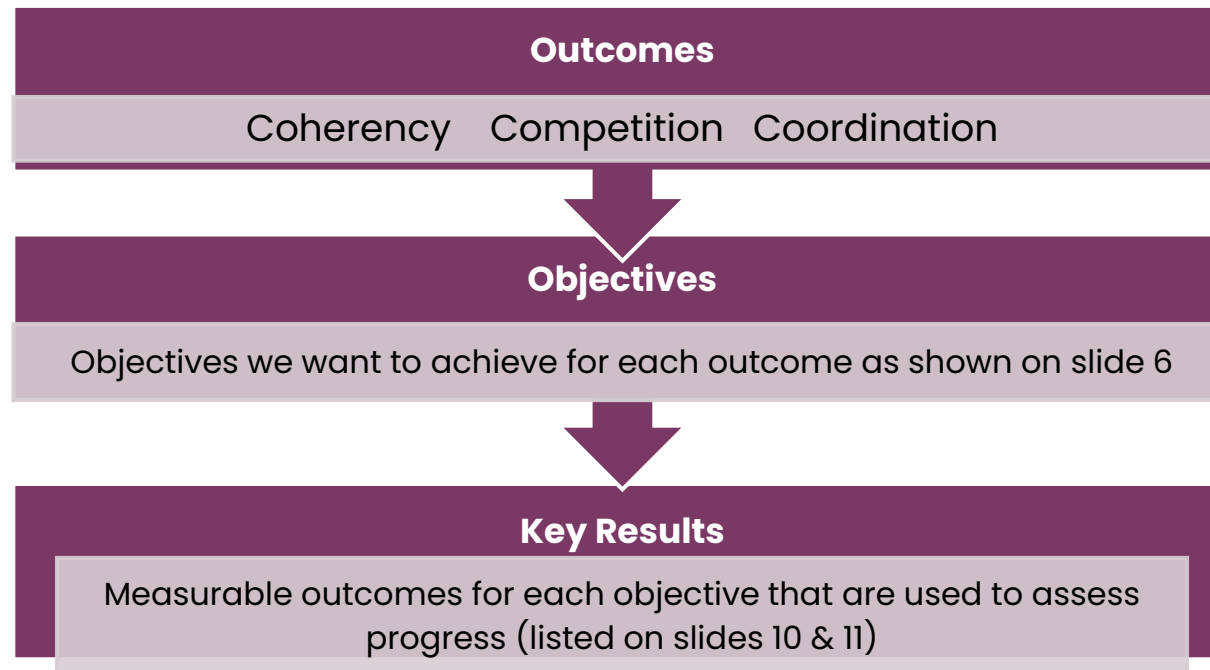 Outcomes
Coherency Competition Coordination
Objectives
Objectives we want to achieve for each outcome as shown on slide 6
Key Results
Measurable outcomes for each objective that are used to assess
progress (listed on slides 10 & 11)